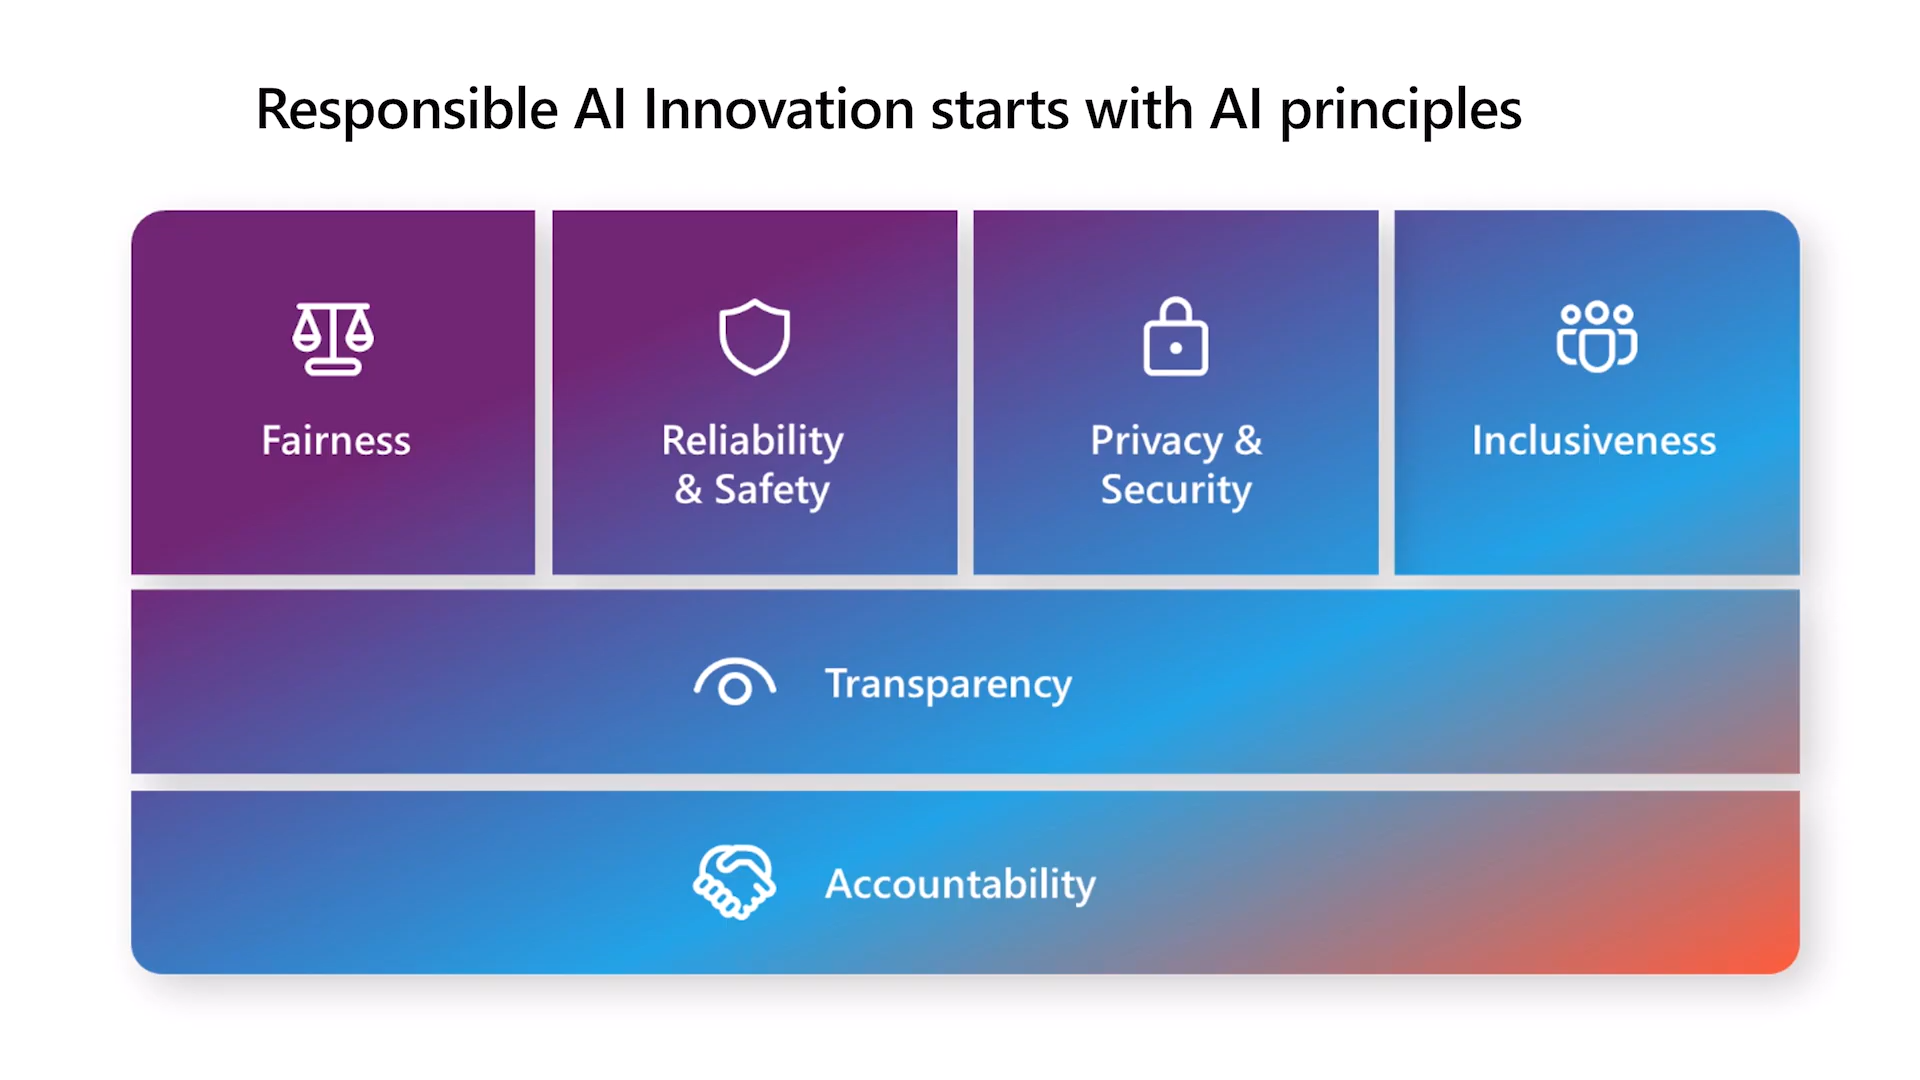 Responsible AI Innovation starts with AI principles
Fairness
Reliability
& Safety
Privacy &
Security
Inclusiveness
Transparency
Accountability